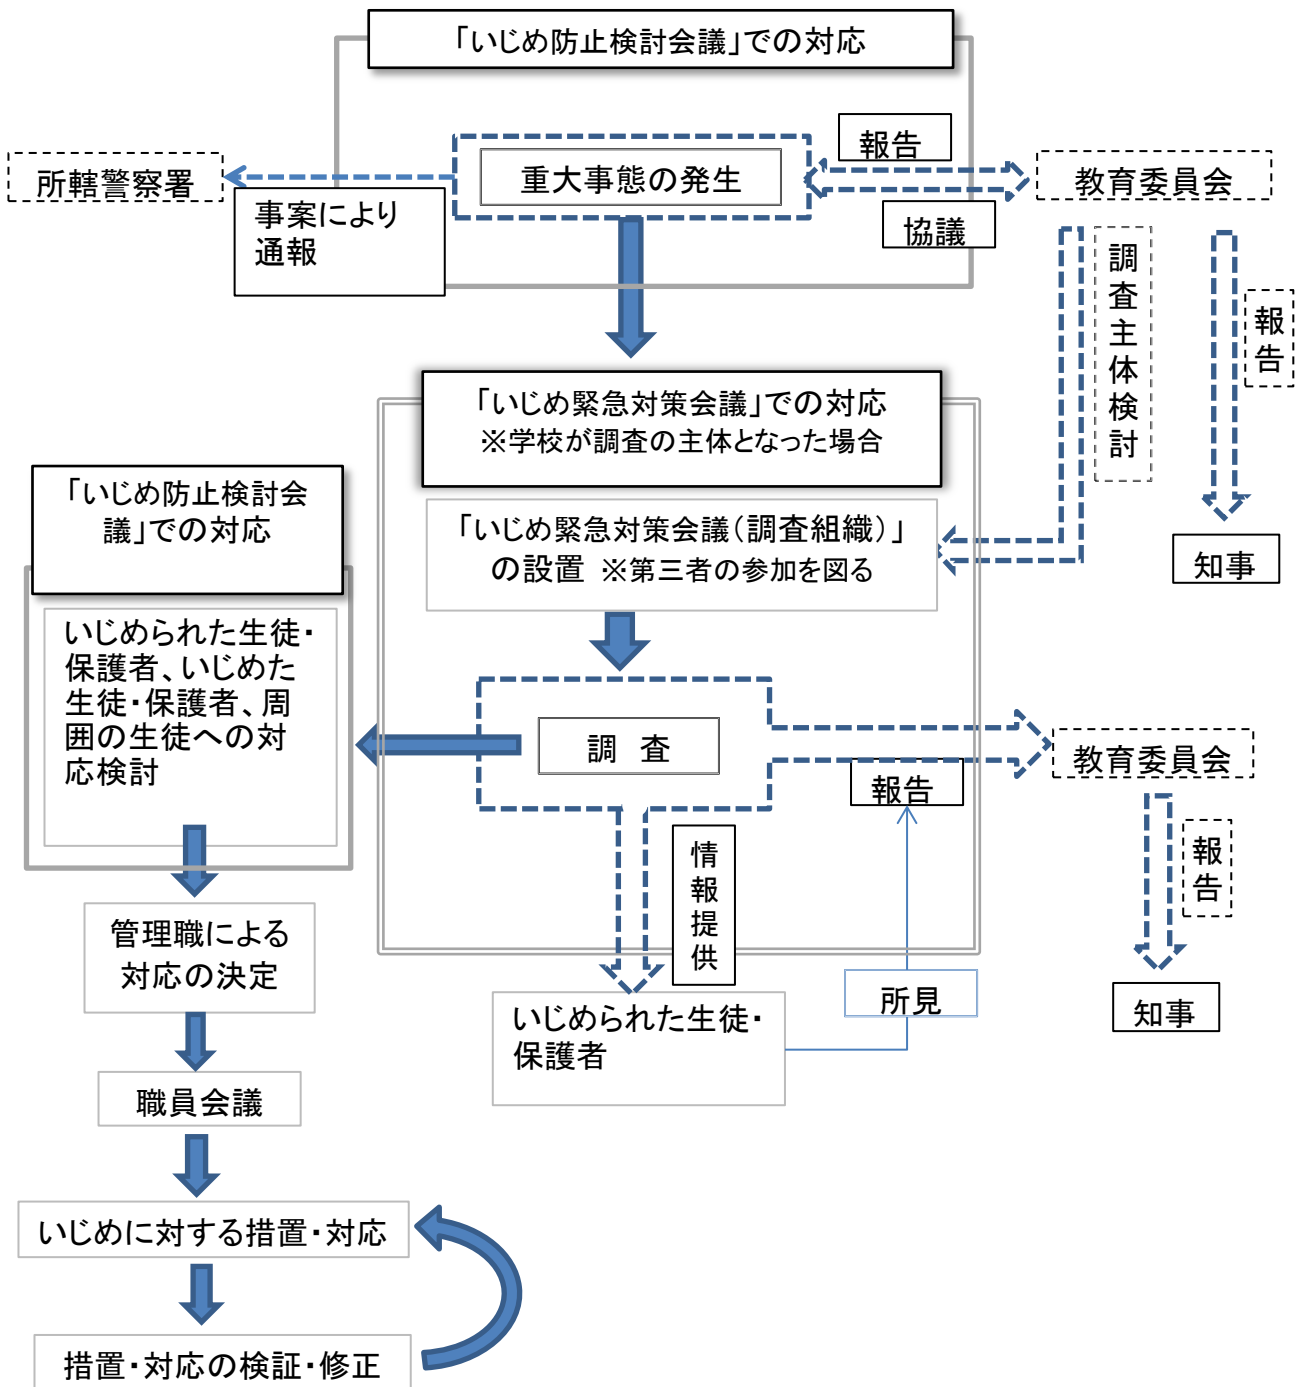 「いじめ防止検討会議」での対応
報告
所轄警察署
重大事態の発生
教育委員会
事案により
通報
協議
調査主体検討
報告
「いじめ緊急対策会議」での対応
※学校が調査の主体となった場合
「いじめ防止検討会
議」での対応
「いじめ緊急対策会議(調査組織)」
の設置 ※第三者の参加を図る
知事
いじめられた生徒・
保護者、いじめた
生徒・保護者、周
囲の生徒への対
応検討
調 査
教育委員会
報告
情報提供
報告
管理職による
対応の決定
所見
知事
いじめられた生徒・
保護者
職員会議
いじめに対する措置・対応
措置・対応の検証・修正